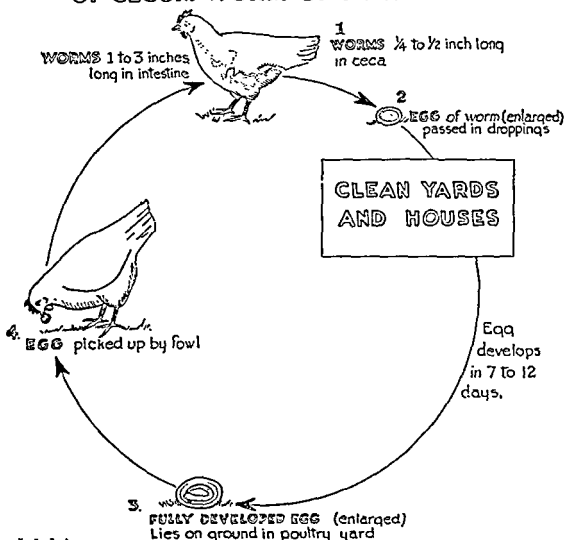 1
WORMS 1 to 3 inches
long in intestine
WORMS ¼ to ½ inch long
in ceca
2
EGG of worm (enlarged)
passed in droppings
CLEAN YARDS
AND HOUSES
Egg
develops
in 7 to 12
days.
4. EGG picked up by fowl
3.
FULLY DEVELOPED EGG (enlarged)
Lies on ground in poultry yard